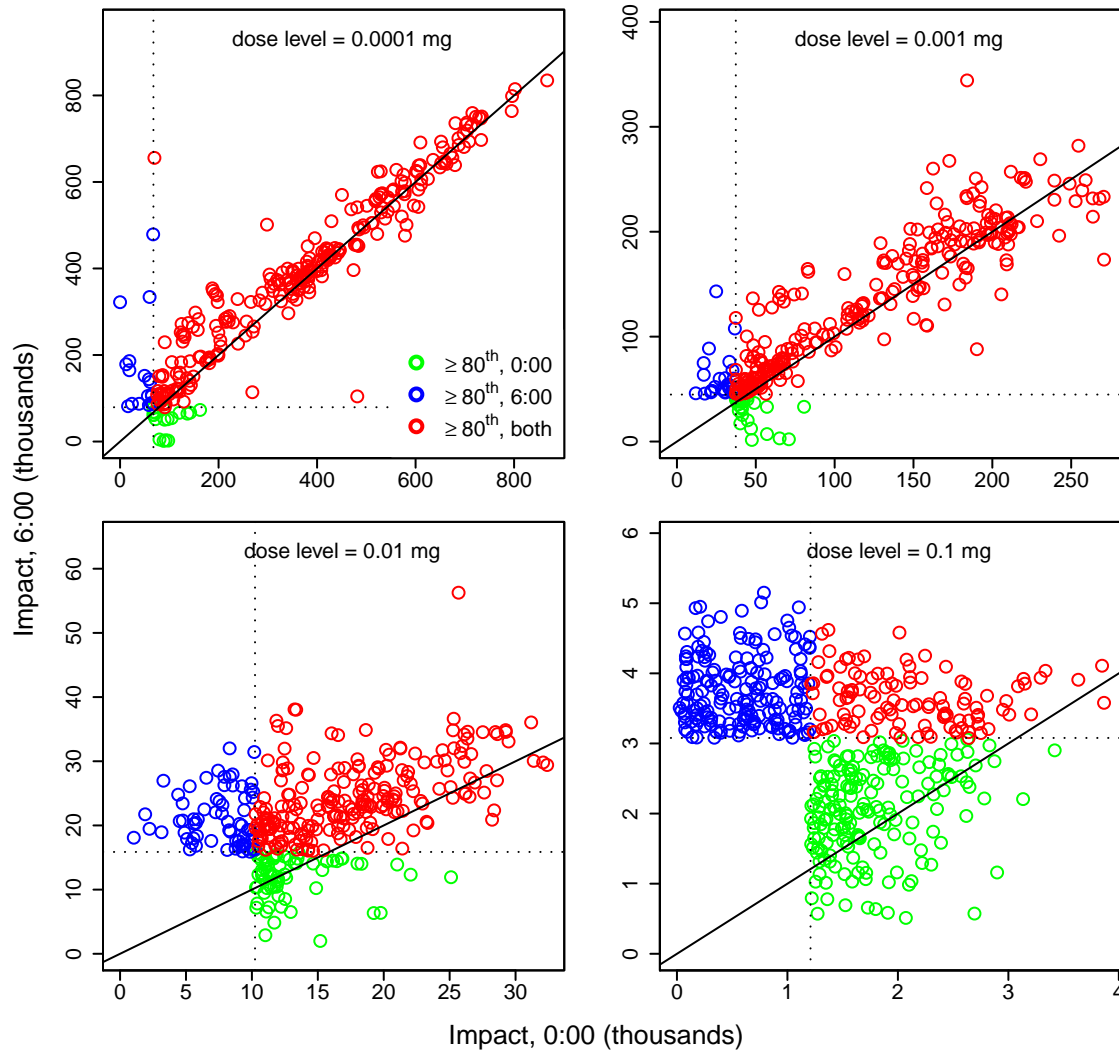 dose level = 0.0001 mg
0 200 400 600 800
0 200 400 600 800
≥ 80th, 0:00
≥ 80th, 6:00
≥ 80th, both
dose level = 0.001 mg
0 100 200 300 400
0 50 100 150 200 250
dose level = 0.01 mg
0 10 20 30 40 50 60
0 5 10 15 20 25 30
dose level = 0.1 mg
0 1 2 3 4 5 6
0 1 2 3 4
Impact, 6:00 (thousands)
Impact, 0:00 (thousands)